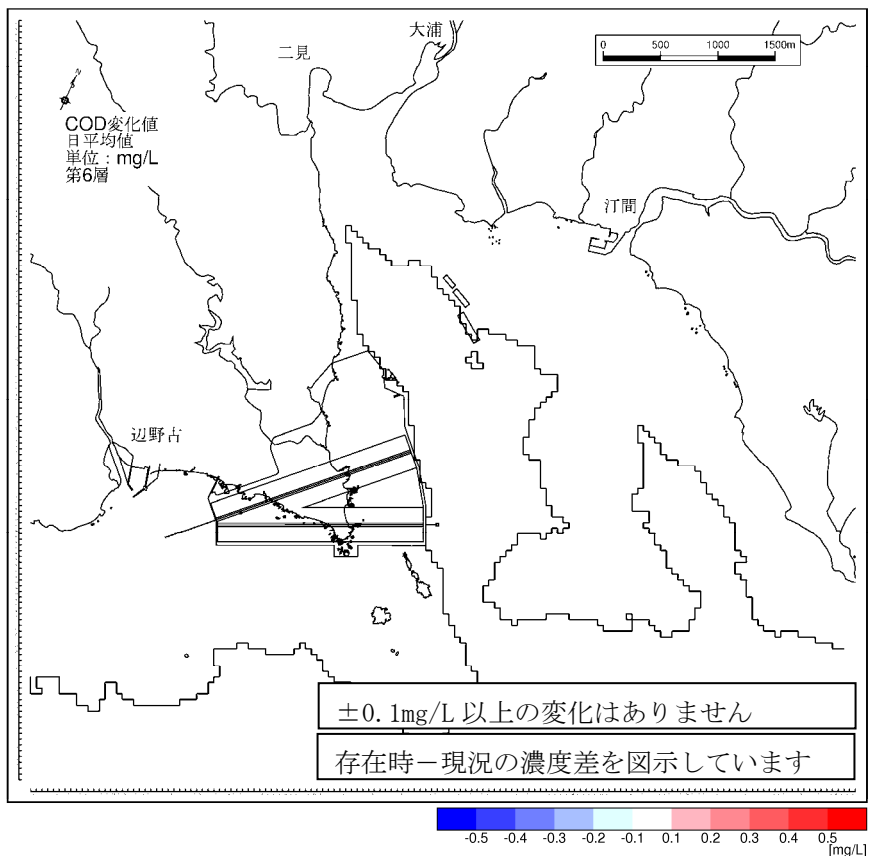 大浦
二見
0 500 1000 1500m
N
COD変化値
日平均値
単位：mg/L
第6層
汀間
辺野古
±0.1mg/L 以上の変化はありません
存在時－現況の濃度差を図示しています
-0.5 -0.4 -0.3 -0.2 -0.1 0.1 0.2 0.3 0.4 0.5
[mg/L]